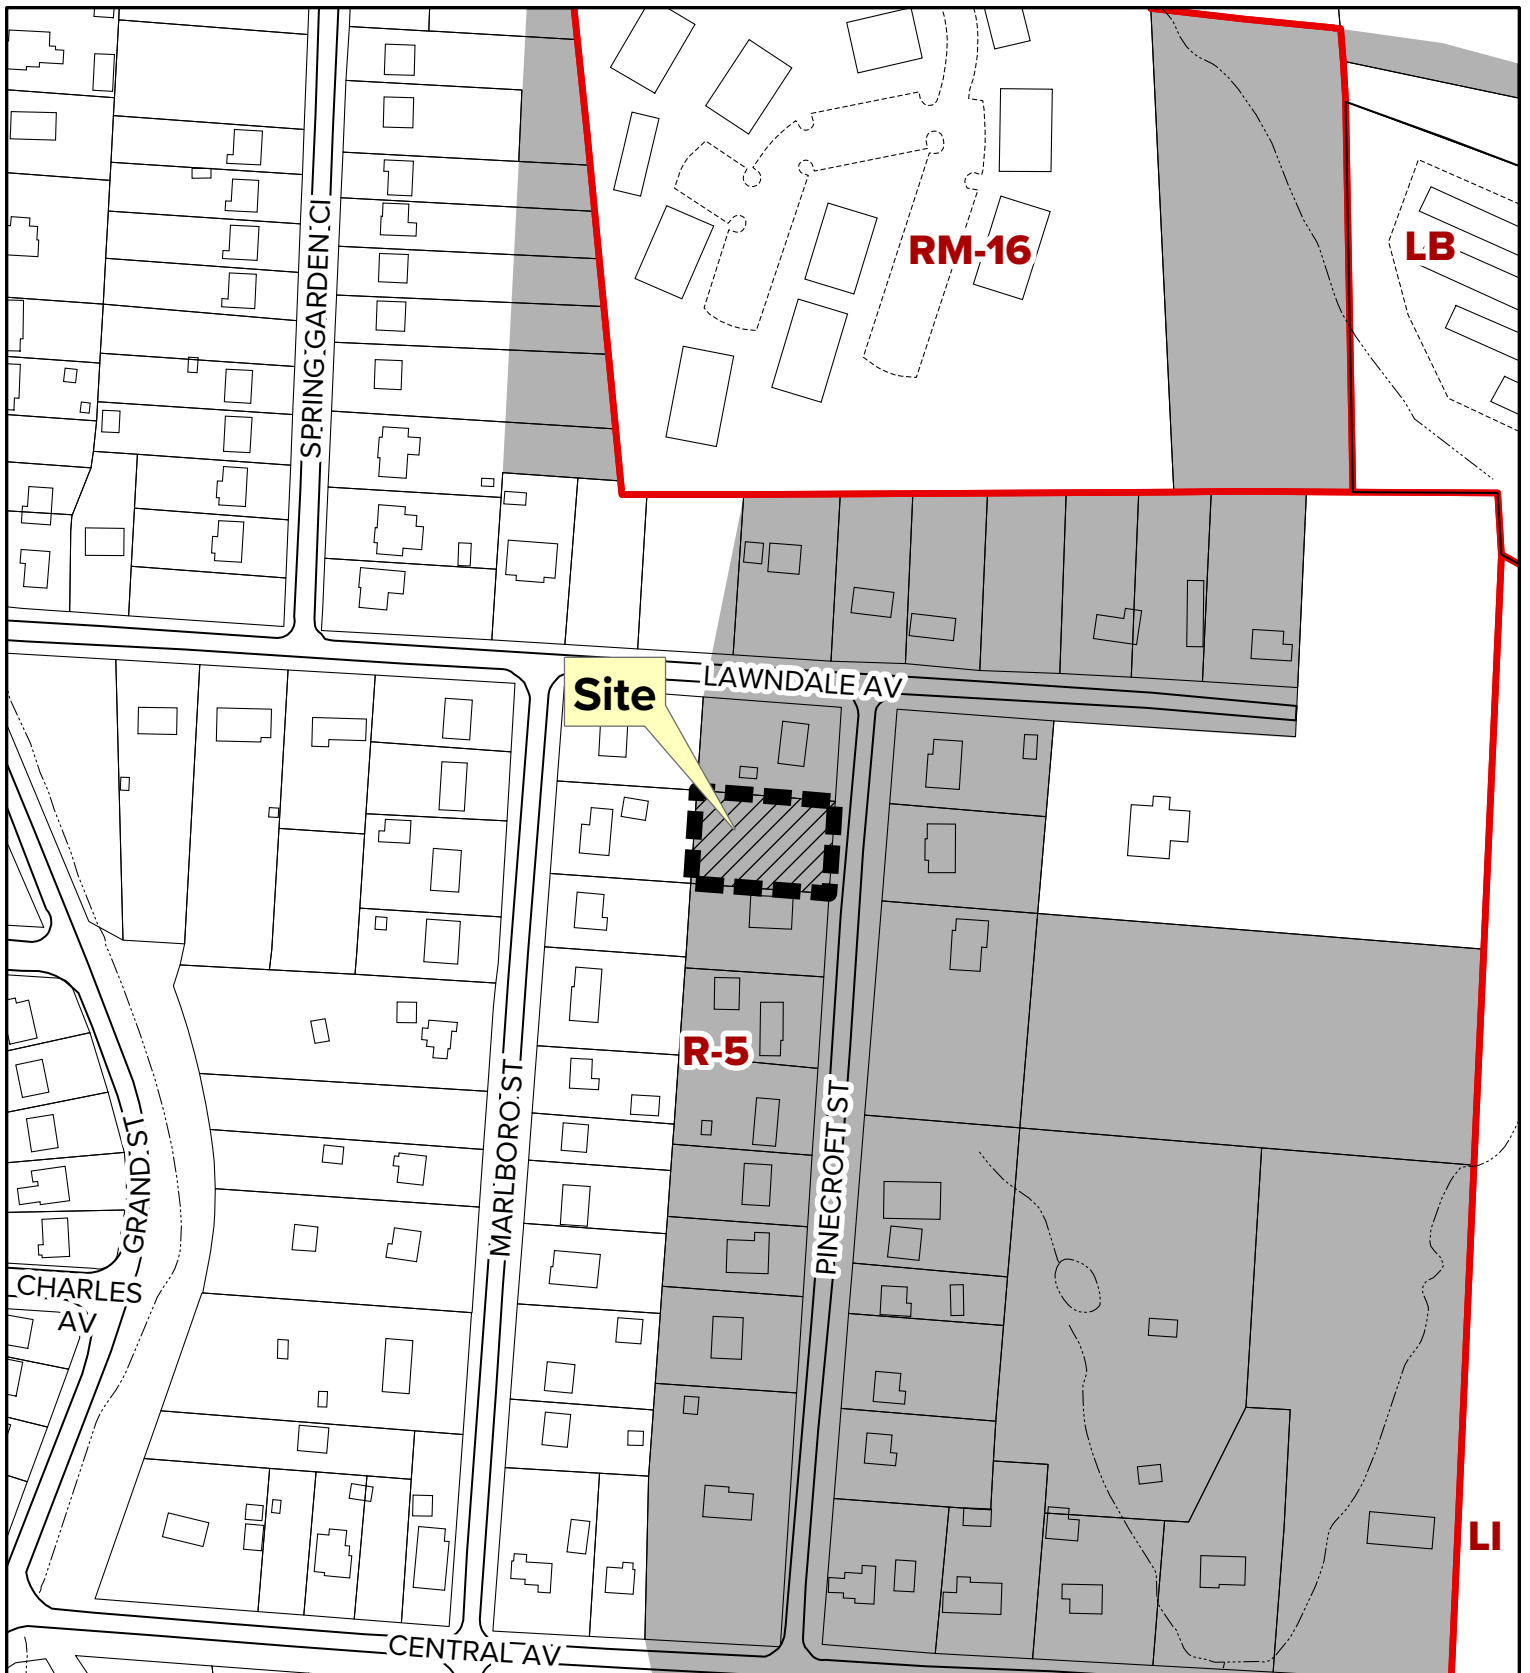 RM-16
LB
SPRING GARDEN CI
LAWNDALE AV
Site
R-5
MARLBORO ST
PINECROFT ST
GRAND ST
CHARLES
AV
LI
CENTRAL AV